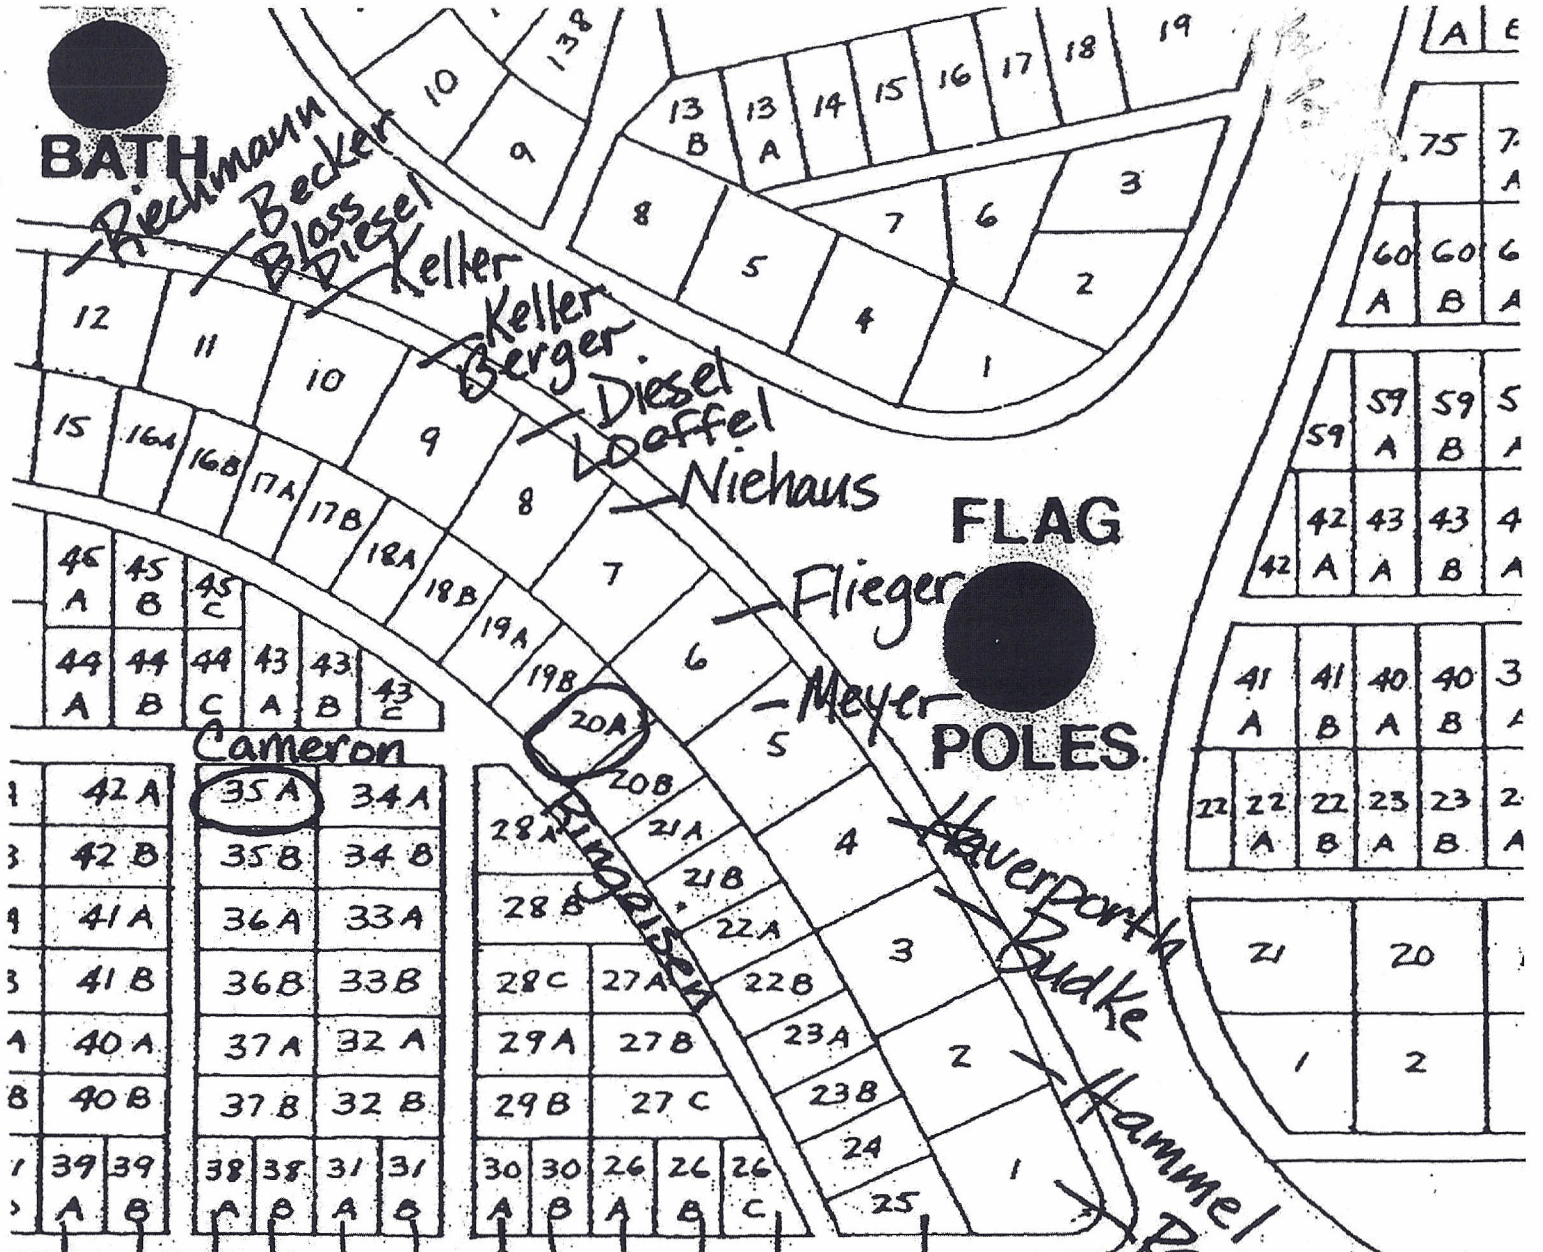 BATH
Riechmann
Becker
Bloss
Diesel
Keller
Keller
Berger
Diesel
Loeffel
Niehaus
Flieger
Meyer
Haverporth
Budke
Hammel
FLAG
POLES
Cameron
Ringeisen
10
13B
9
13 B
13 A
14
15
16
17
18
19
8
5
4
1
7
6
3
2
12
11
10
9
8
7
6
5
4
3
2
1
15
16A
16B
17A
17B
18A
18B
19A
19B
20A
20B
21A
21B
22A
22B
23A
23B
24
25
45 B
45 C
44 A
44 B
44 C
43 A
43 B
43 C
42 A
42 B
41 A
41 B
40 A
40 B
39 A
39 B
35 A
34 A
35 B
34 B
36 A
33 A
36 B
33 B
37 A
32 A
37 B
32 B
38 A
38 B
31 A
31 B
28 A
28 B
28 C
27 A
29 A
27 B
29 B
27 C
30 A
30 B
26 A
26 B
26 C
A
75
60 A
60 B
59
59 A
59 B
42
42 A
43 A
43 B
41 A
41 B
40 A
40 B
22
22 A
22 B
23 A
23 B
21
20
1
2